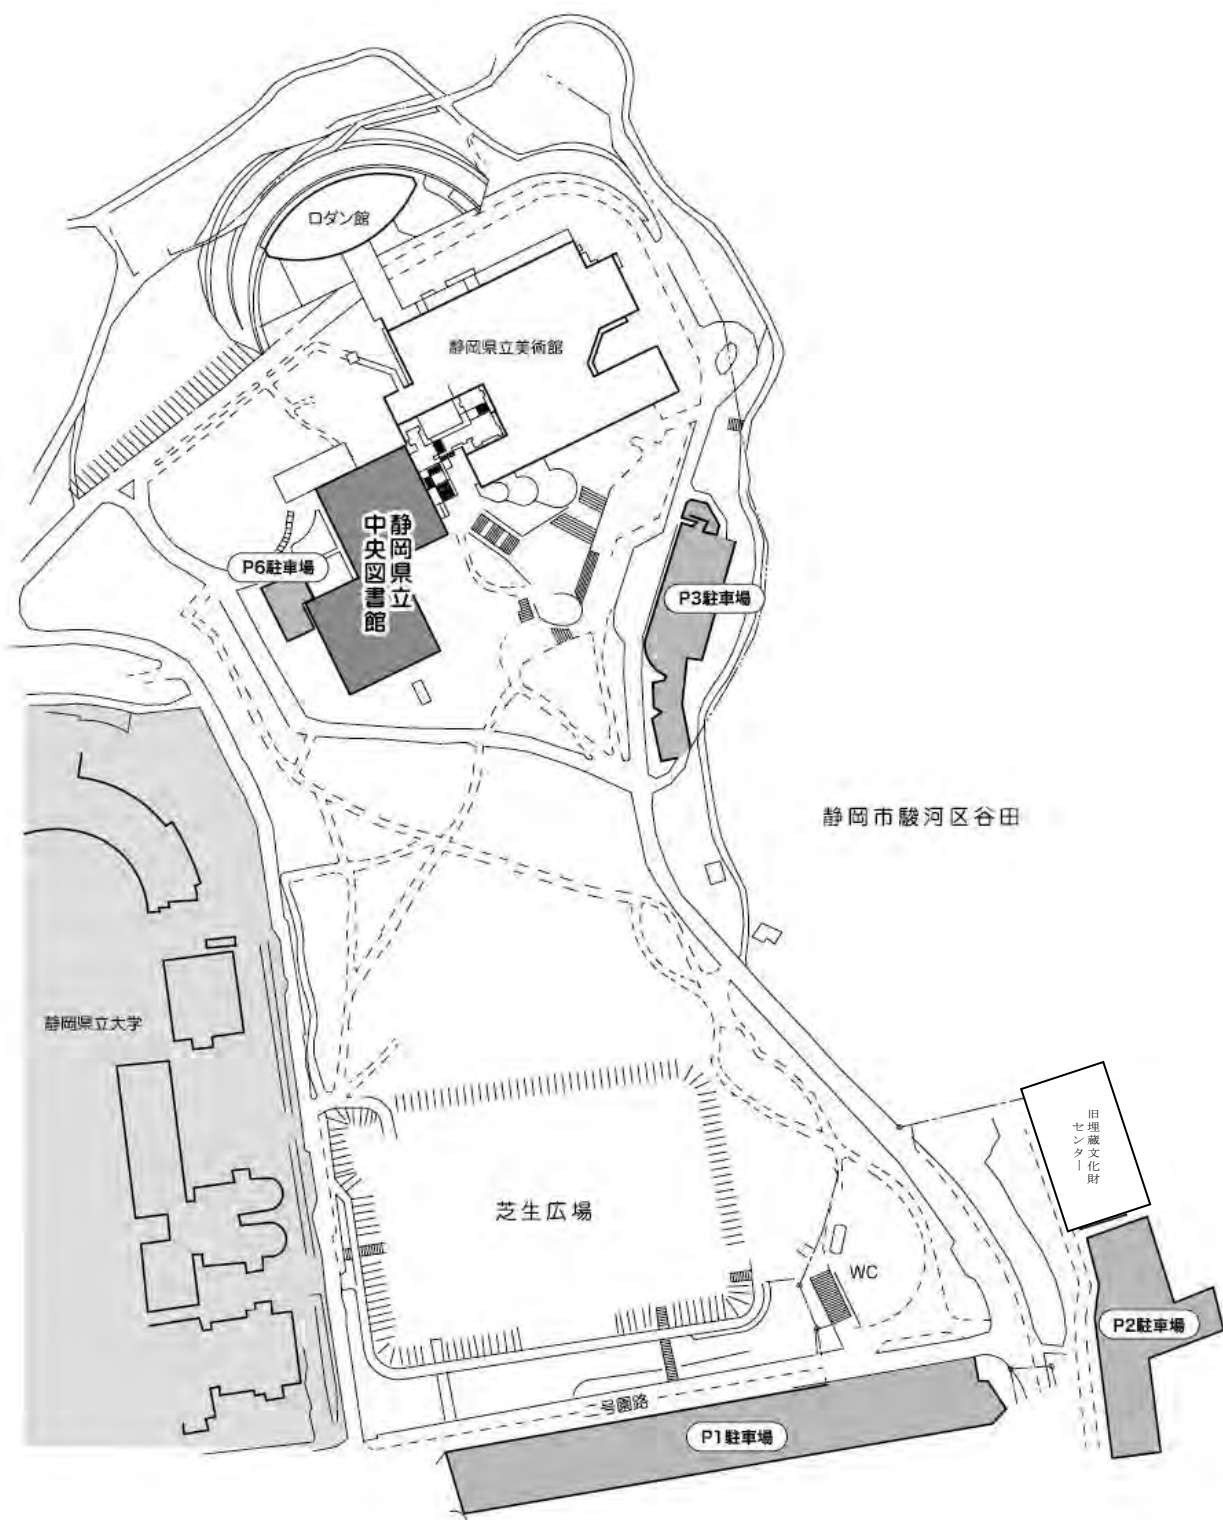 ロダン館
静岡県立美術館
静岡県立
中央図書館
P6駐車場
P3駐車場
静岡市駿河区谷田
静岡県立大学
旧埋蔵文化財
センター
芝生広場
WC
P2駐車場
号園路
P1駐車場